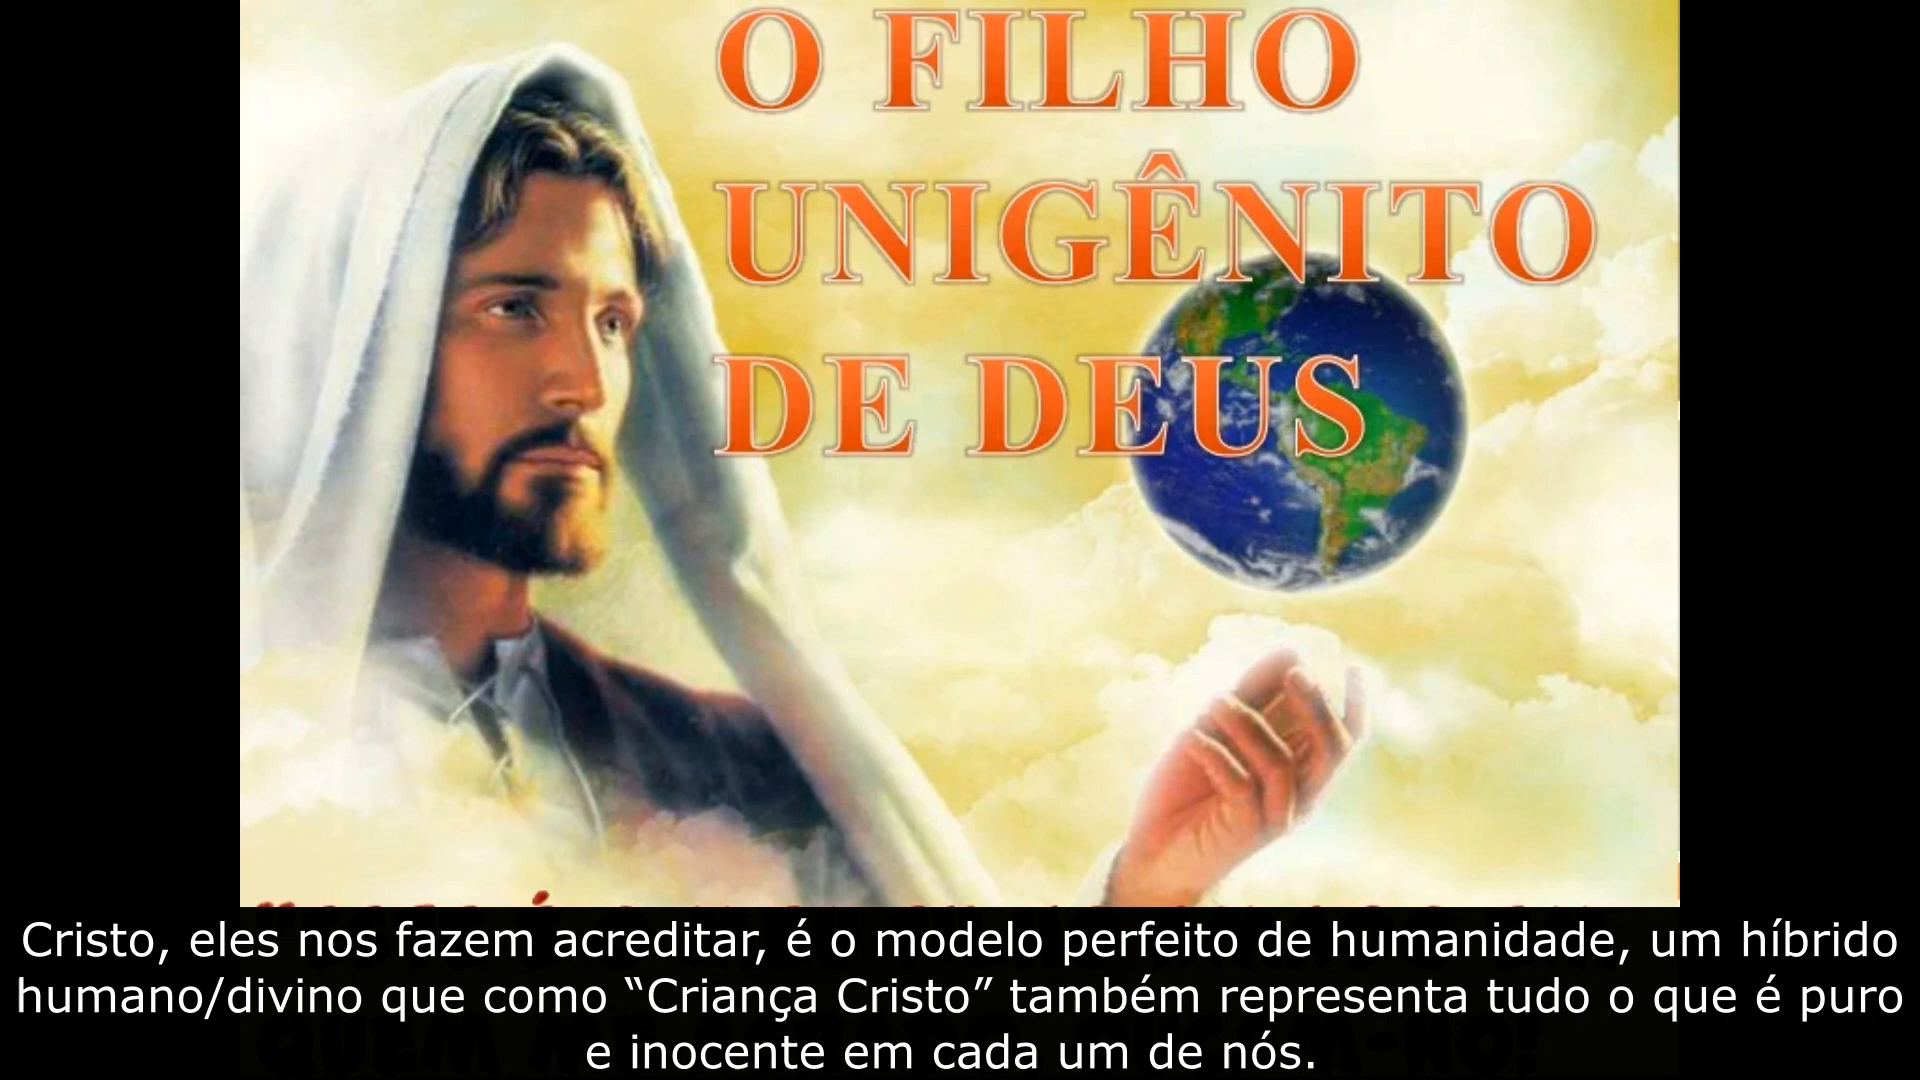 O FILHO
UNIGÊNITO
DE DEUS
Cristo, eles nos fazem acreditar, é o modelo perfeito de humanidade, um híbrido
humano/divino que como “Criança Cristo” também representa tudo o que é puro
e inocente em cada um de nós.